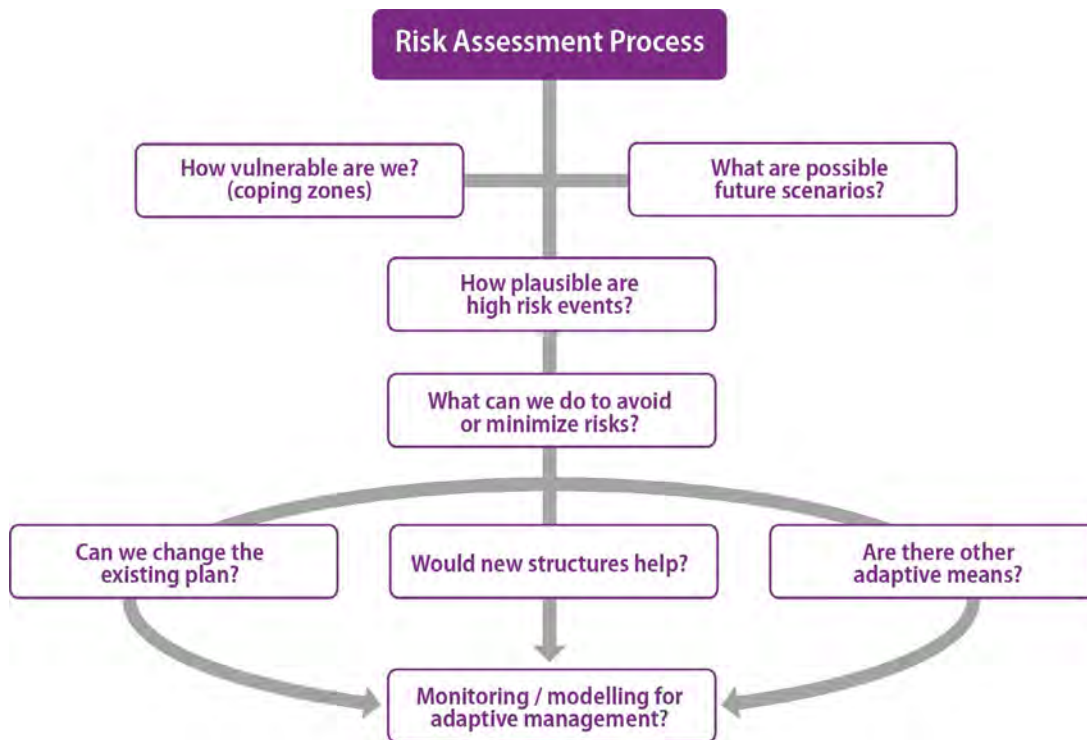 Risk Assessment Process
How vulnerable are we?
(coping zones)
What are possible
future scenarios?
How plausible are
high risk events?
What can we do to avoid
or minimize risks?
Can we change the
existing plan?
Would new structures help?
Are there other
adaptive means?
Monitoring / modelling for
adaptive management?